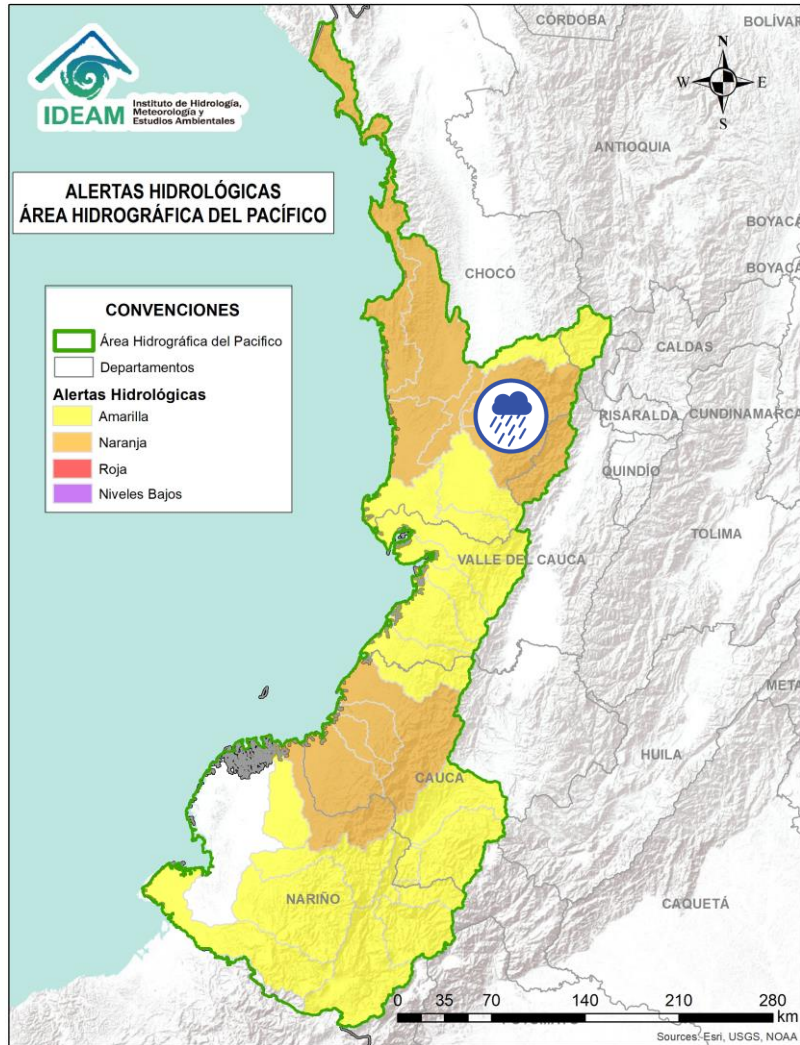 CÓRDOBA
BOLÍVAR
IDEAM
Instituto de Hidrología,
Meteorología y
Estudios Ambientales
N
W
E
S
ANTIOQUIA
ALERTAS HIDROLÓGICAS
ÁREA HIDROGRÁFICA DEL PACÍFICO
BOYACÁ
BOYACÁ
CHOCÓ
CONVENCIONES
Área Hidrográfica del Pacifico
Departamentos
Alertas Hidrológicas
Amarilla
Naranja
Roja
Niveles Bajos
CALDAS
RISARALDA
CUNDINAMARCA
QUINDÍO
TOLIMA
VALLE DEL CAUCA
META
HUILA
CAUCA
NARIÑO
CAQUETÁ
0 35 70 140 210 280
km
Sources: Esri, USGS, NOAA